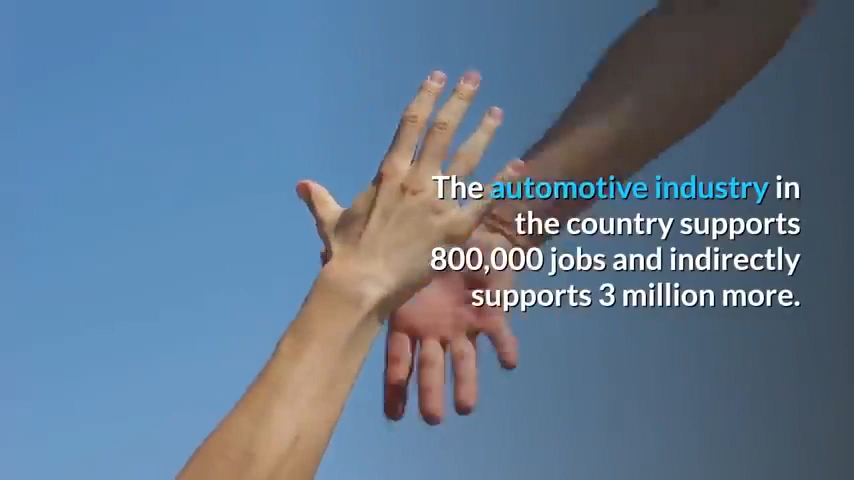 The automotive industry in
the country supports
800,000 jobs and indirectly
supports 3 million more.